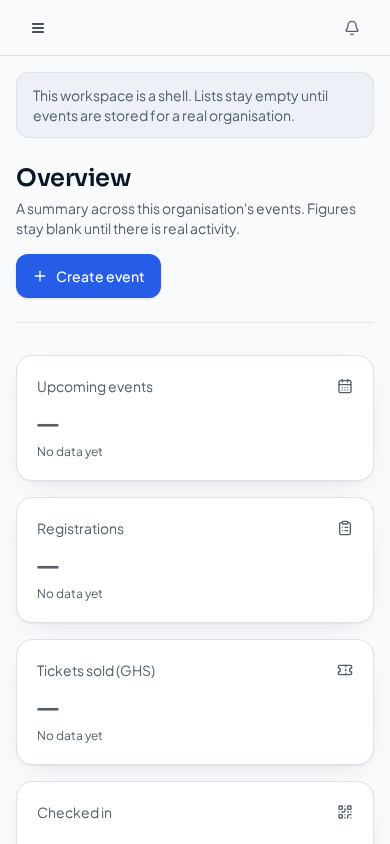 This workspace is a shell. Lists stay empty until
events are stored for a real organisation.
Overview
A summary across this organisation's events. Figures
stay blank until there is real activity.
Create event
Upcoming events
—
No data yet
Registrations
—
No data yet
Tickets sold (GHS)
—
No data yet
Checked in